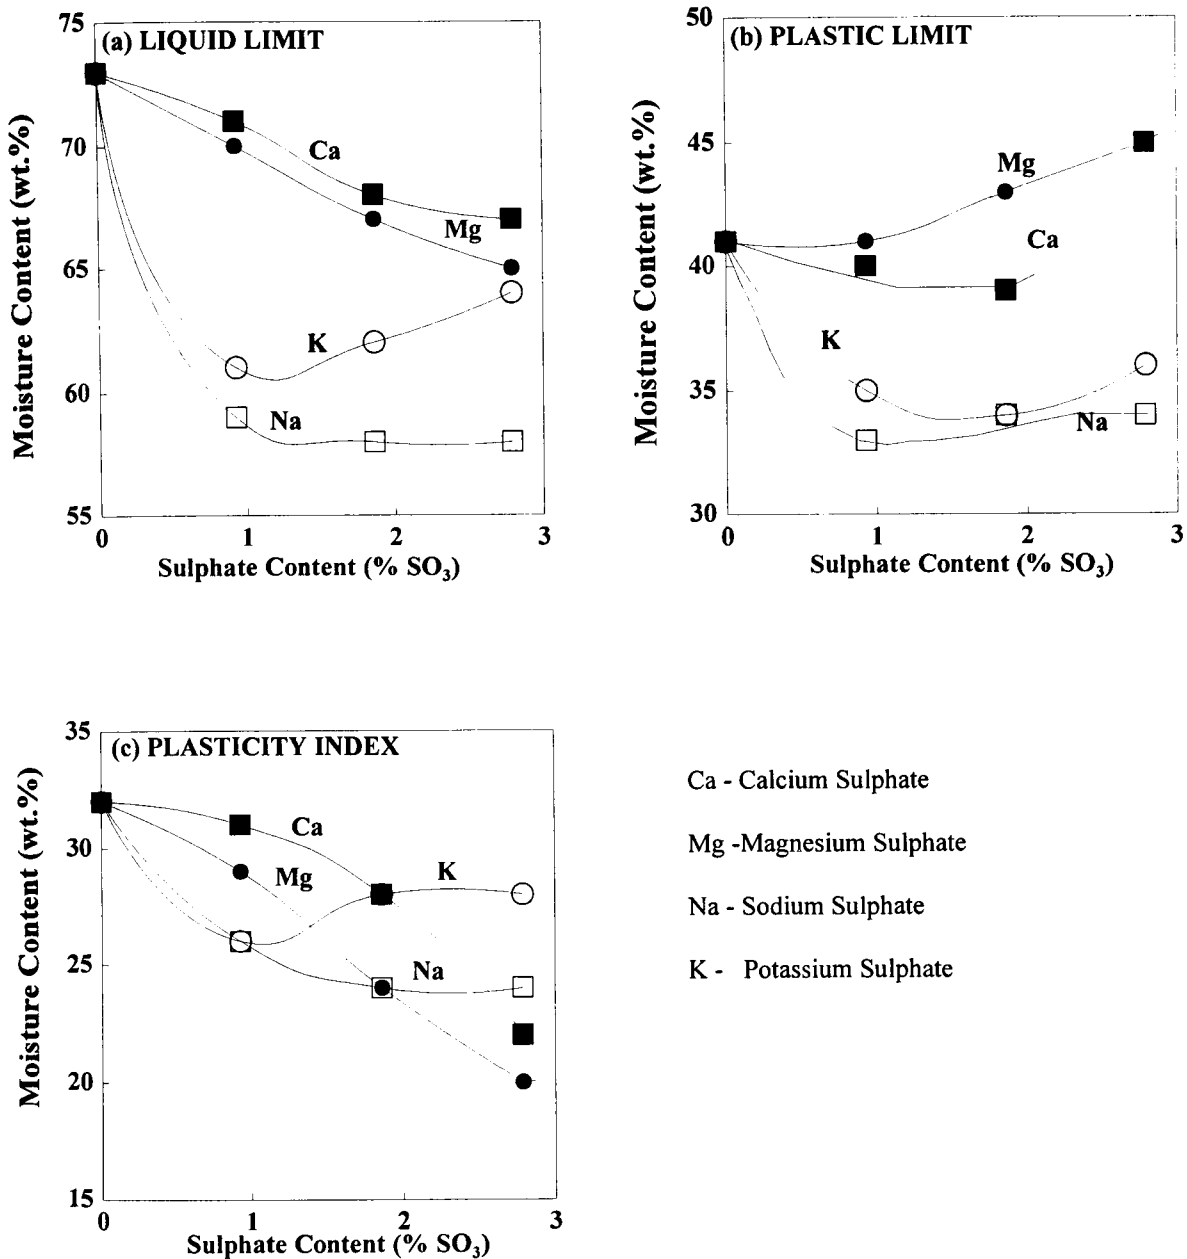 (a) LIQUID LIMIT
Moisture Content (wt.%)
75
70
65
60
55
Ca
Mg
K
Na
0 1 2 3
Sulphate Content (% SO₃)
(b) PLASTIC LIMIT
Moisture Content (wt.%)
50
45
40
35
30
Mg
Ca
K
Na
0 1 2 3
Sulphate Content (% SO₃)
(c) PLASTICITY INDEX
Moisture Content (wt.%)
35
30
25
20
15
Ca
K
Mg
Na
0 1 2 3
Sulphate Content (% SO₃)
Ca - Calcium Sulphate
Mg -Magnesium Sulphate
Na - Sodium Sulphate
K - Potassium Sulphate